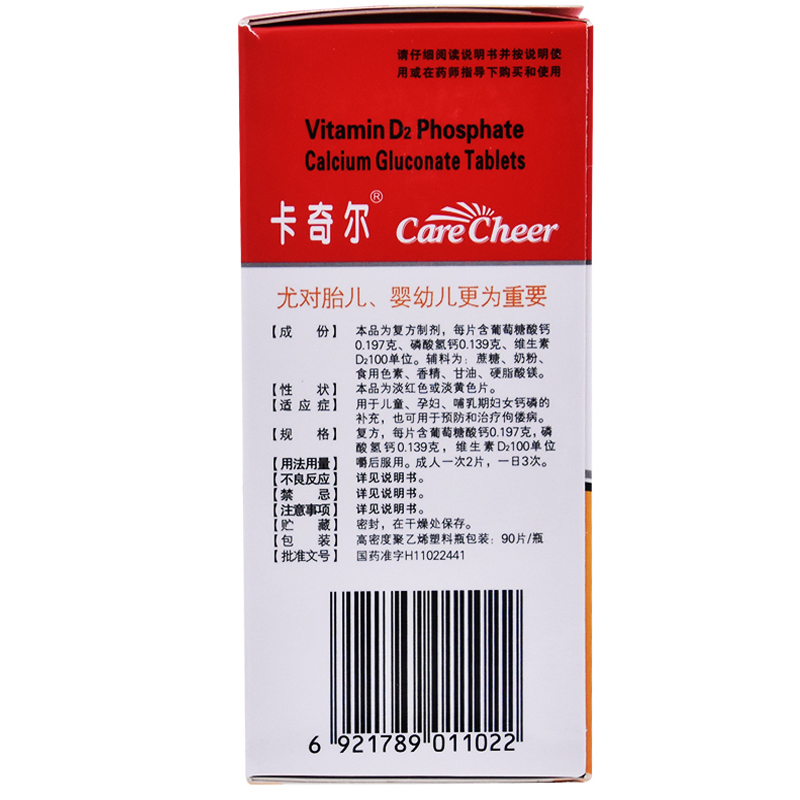 请仔细阅读说明书并按说明使
用或在药师指导下购买和使用
Vitamin D2 Phosphate
Calcium Gluconate Tablets
卡奇尔® Care Cheer
尤对胎儿、婴幼儿更为重要
【成份】本品为复方制剂，每片含葡萄糖酸钙
0.197克、磷酸氢钙0.139克、维生素
D2100单位。辅料为：蔗糖、奶粉、
食用色素、香精、甘油、硬脂酸镁。
【性状】本品为淡红色或淡黄色片。
【适应症】用于儿童、孕妇、哺乳期妇女钙磷的
补充，也可用于预防和治疗佝偻病。
【规格】复方，每片含葡萄糖酸钙0.197克，磷
酸氢钙0.139克，维生素D2100单位
【用法用量】嚼后服用。成人一次2片，一日3次。
【不良反应】详见说明书。
【禁忌】详见说明书。
【注意事项】详见说明书。
【贮藏】密封，在干燥处保存。
【包装】高密度聚乙烯塑料瓶包装：90片/瓶
【批准文号】国药准字H11022441
6 921789 011022